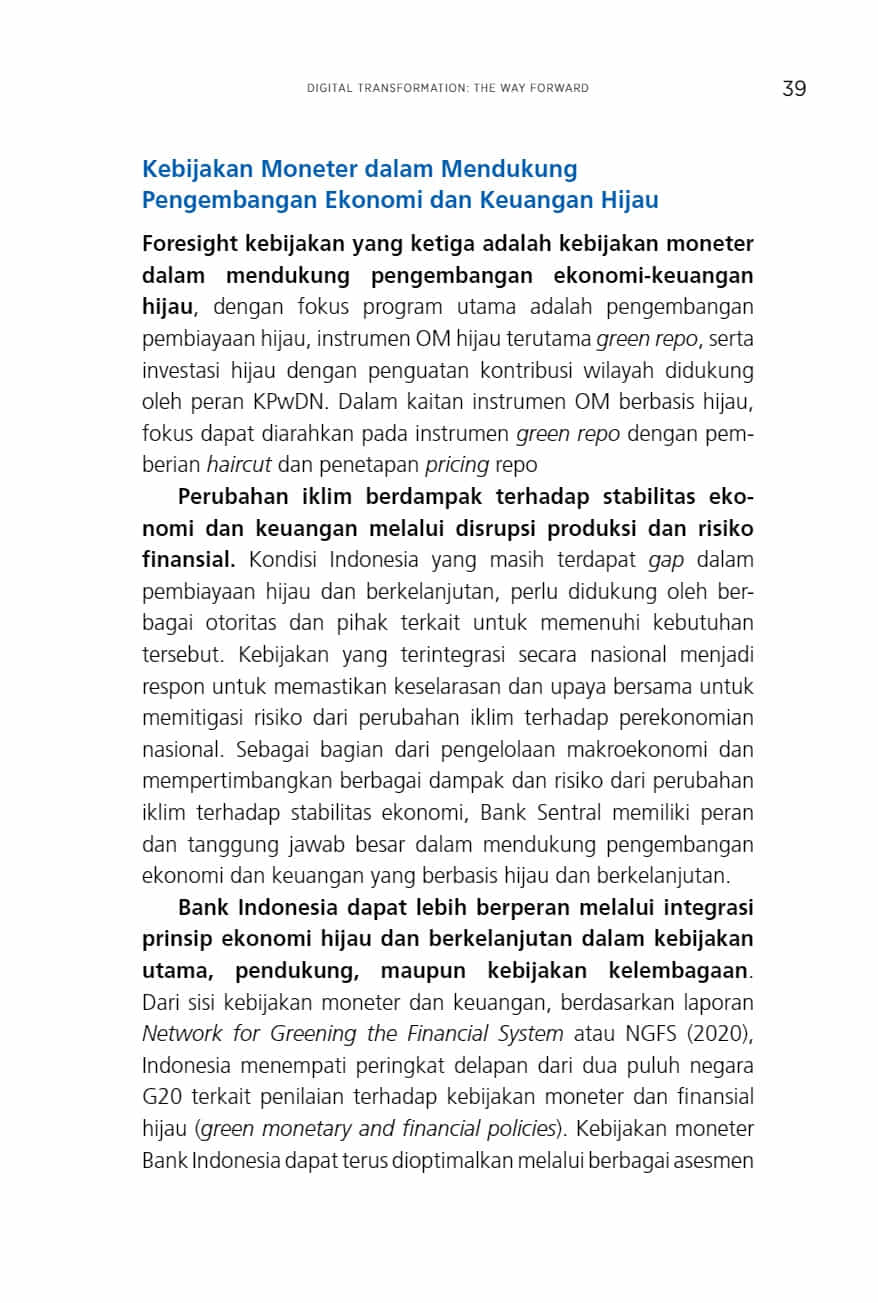 DIGITAL TRANSFORMATION: THE WAY FORWARD
39
Kebijakan Moneter dalam Mendukung
Pengembangan Ekonomi dan Keuangan Hijau
Foresight kebijakan yang ketiga adalah kebijakan moneter
dalam mendukung pengembangan ekonomi-keuangan
hijau, dengan fokus program utama adalah pengembangan
pembiayaan hijau, instrumen OM hijau terutama green repo, serta
investasi hijau dengan penguatan kontribusi wilayah didukung
oleh peran KPwDN. Dalam kaitan instrumen OM berbasis hijau,
fokus dapat diarahkan pada instrumen green repo dengan pem-
berian haircut dan penetapan pricing repo
Perubahan iklim berdampak terhadap stabilitas eko-
nomi dan keuangan melalui disrupsi produksi dan risiko
finansial. Kondisi Indonesia yang masih terdapat gap dalam
pembiayaan hijau dan berkelanjutan, perlu didukung oleh ber-
bagai otoritas dan pihak terkait untuk memenuhi kebutuhan
tersebut. Kebijakan yang terintegrasi secara nasional menjadi
respon untuk memastikan keselarasan dan upaya bersama untuk
memitigasi risiko dari perubahan iklim terhadap perekonomian
nasional. Sebagai bagian dari pengelolaan makroekonomi dan
mempertimbangkan berbagai dampak dan risiko dari perubahan
iklim terhadap stabilitas ekonomi, Bank Sentral memiliki peran
dan tanggung jawab besar dalam mendukung pengembangan
ekonomi dan keuangan yang berbasis hijau dan berkelanjutan.
Bank Indonesia dapat lebih berperan melalui integrasi
prinsip ekonomi hijau dan berkelanjutan dalam kebijakan
utama, pendukung, maupun kebijakan kelembagaan.
Dari sisi kebijakan moneter dan keuangan, berdasarkan laporan
Network for Greening the Financial System atau NGFS (2020),
Indonesia menempati peringkat delapan dari dua puluh negara
G20 terkait penilaian terhadap kebijakan moneter dan finansial
hijau (green monetary and financial policies). Kebijakan moneter
Bank Indonesia dapat terus dioptimalkan melalui berbagai asesmen